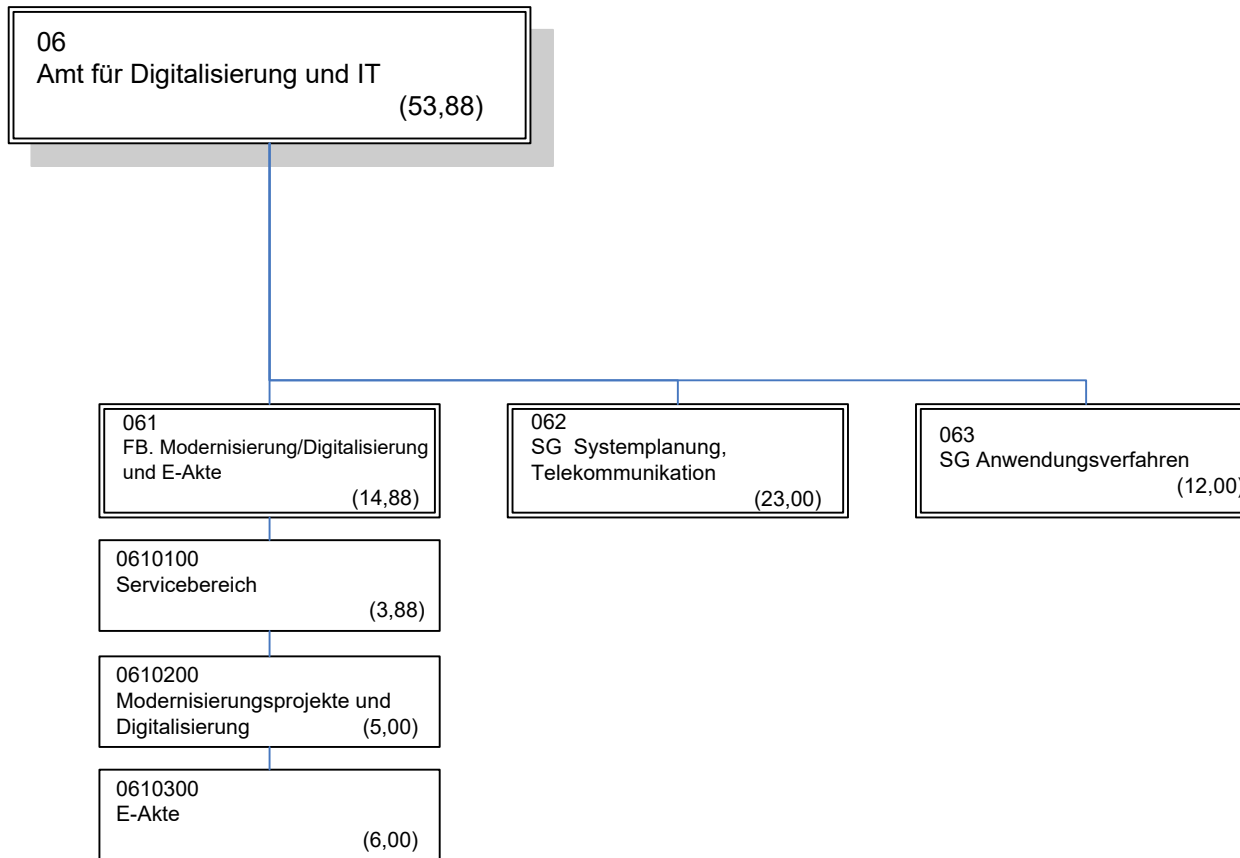 06
Amt für Digitalisierung und IT
(53,88)
061
FB. Modernisierung/Digitalisierung
und E-Akte
(14,88)
062
SG Systemplanung,
Telekommunikation
(23,00)
063
SG Anwendungsverfahren
(12,00)
0610100
Servicebereich
(3,88)
0610200
Modernisierungsprojekte und
Digitalisierung (5,00)
0610300
E-Akte
(6,00)